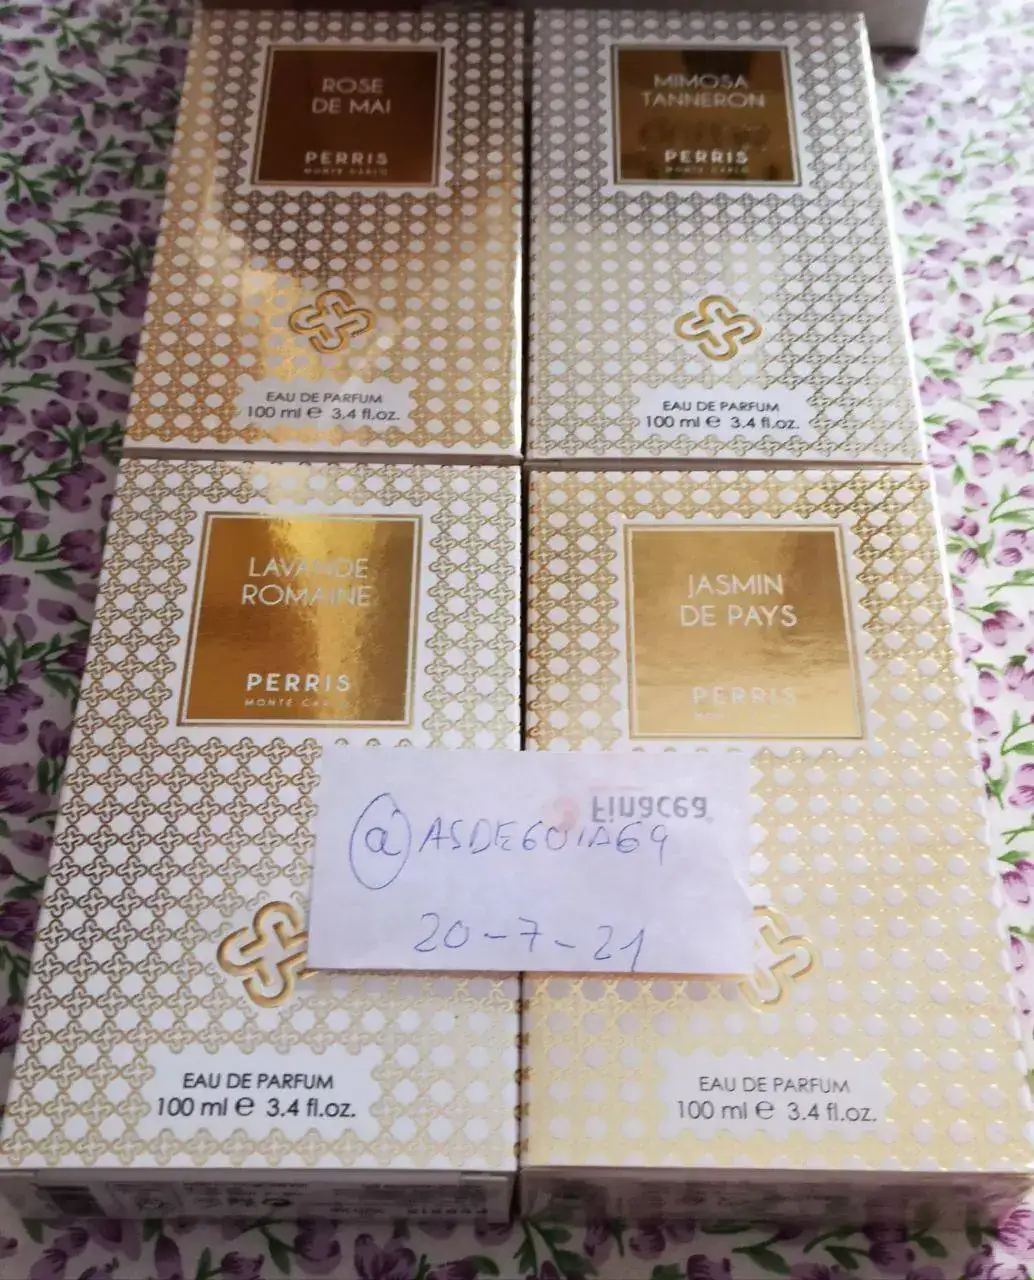 ROSE
DE MAI
PERRIS
MONTE CARLO
EAU DE PARFUM
100 ml ℮ 3.4 fl.oz.
MIMOSA
TANNERON
PERRIS
MONTE CARLO
EAU DE PARFUM
100 ml ℮ 3.4 fl.oz.
LAVANDE
ROMAINE
PERRIS
MONTE CARLO
EAU DE PARFUM
100 ml ℮ 3.4 fl.oz.
JASMIN
DE PAYS
PERRIS
EAU DE PARFUM
100 ml ℮ 3.4 fl.oz.
Finacea
20-7-21